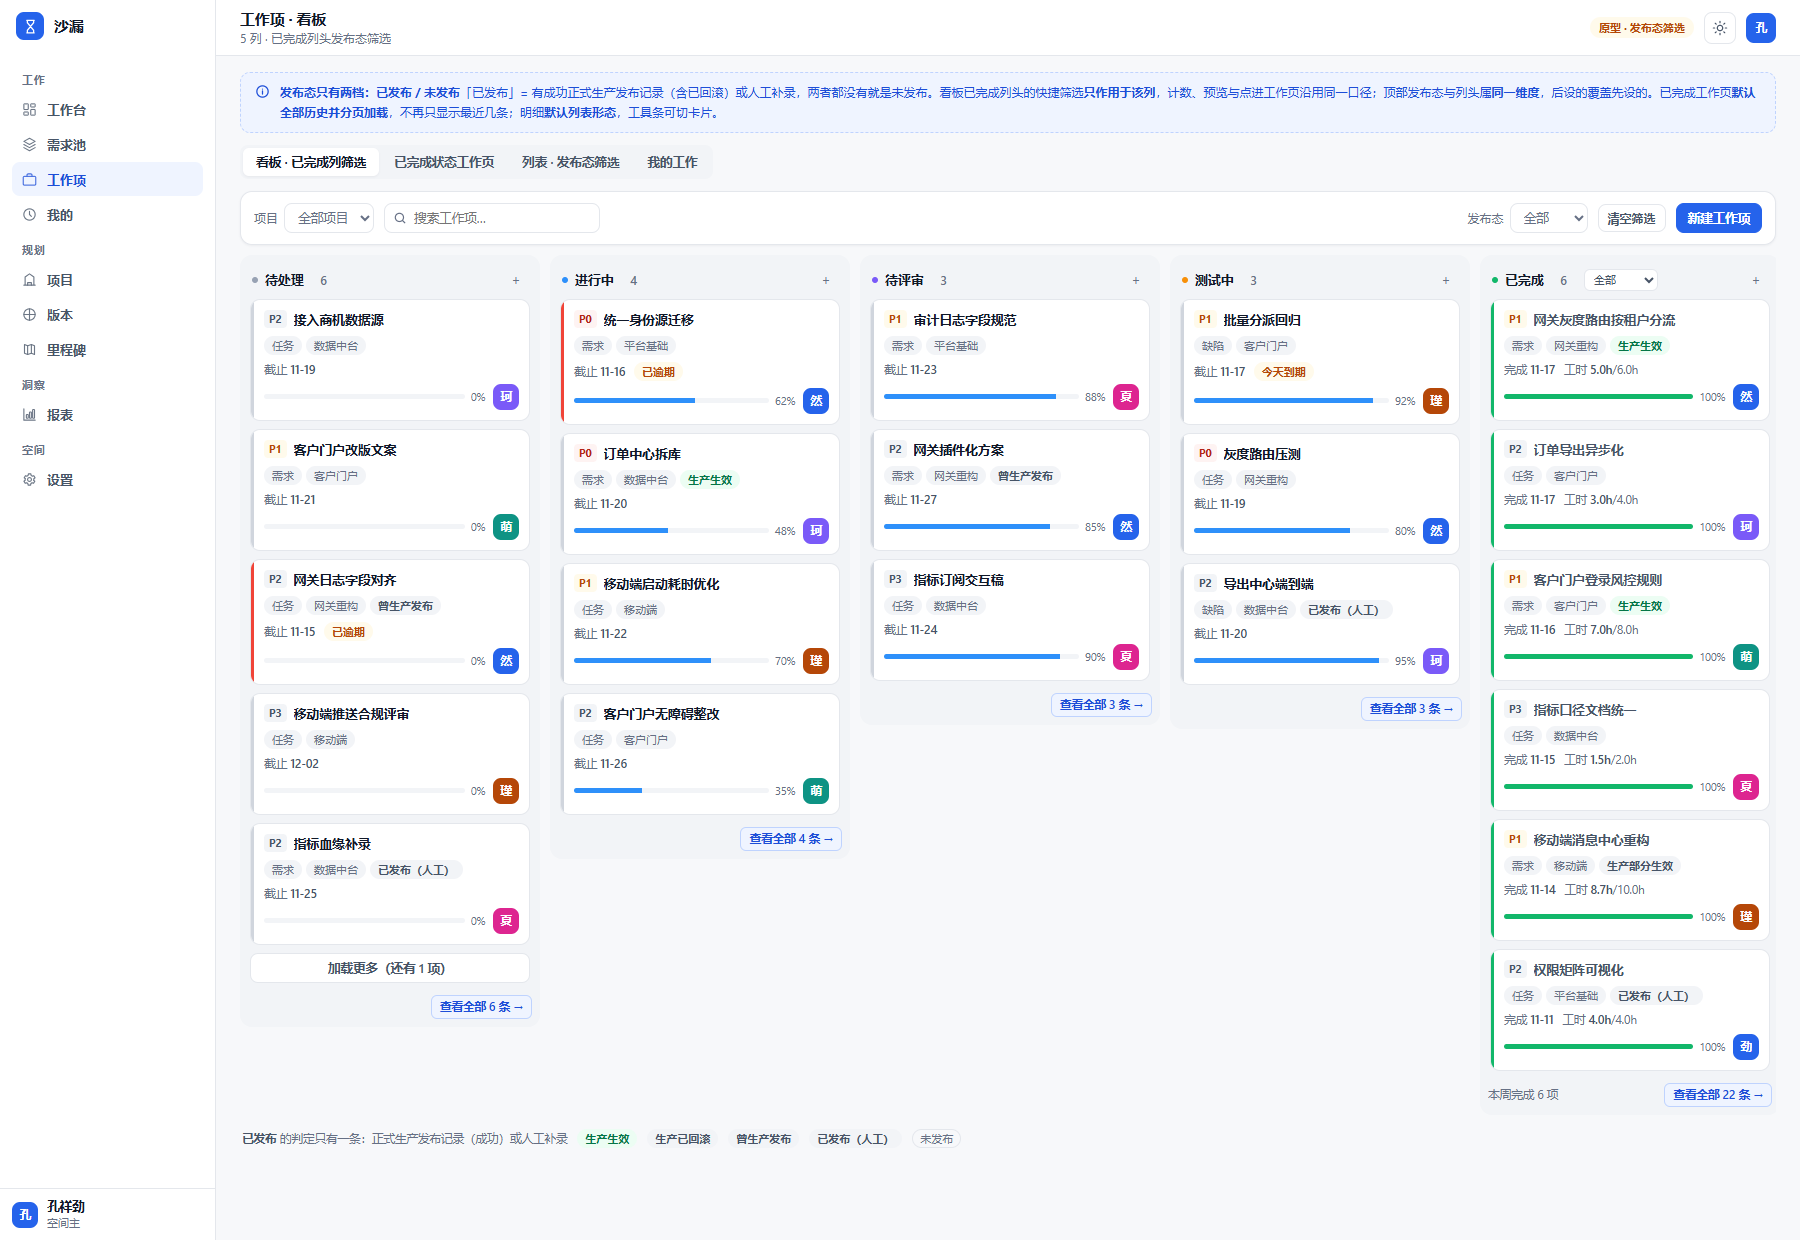 沙漏
工作
工作台
需求池
工作项
我的
规划
项目
版本
里程碑
洞察
报表
空间
设置
孔
孔祥劲
空间主
工作项 · 看板
5 列 · 已完成列头发布态筛选
原型 · 发布态筛选
孔
发布态只有两档：已发布 / 未发布「已发布」= 有成功正式生产发布记录（含已回滚）或人工补录，两者都没有就是未发布。看板已完成列头的快捷筛选只作用于该列，计数、预览与点进工作页沿用同一口径；顶部发布态与列头属同一维度，后设的覆盖先设的。已完成工作页默认
全部历史并分页加载，不再只显示最近几条；明细默认列表形态，工具条可切卡片。
看板 · 已完成列筛选
已完成状态工作页
列表 · 发布态筛选
我的工作
项目 全部项目
搜索工作项...
发布态 全部
清空筛选
新建工作项
待处理 6 +
P2 接入商机数据源
任务 数据中台
截止 11-19
0% 珂
P1 客户门户改版文案
需求 客户门户
截止 11-21
0% 萌
P2 网关日志字段对齐
任务 网关重构 曾生产发布
截止 11-15 已逾期
0% 然
P3 移动端推送合规评审
任务 移动端
截止 12-02
0% 瑾
P2 指标血缘补录
需求 数据中台 已发布（人工）
截止 11-25
0% 頁
加载更多（还有 1 项）
查看全部 6 条 →
进行中 4 +
P0 统一身份源迁移
需求 平台基础
截止 11-16 已逾期
62% 然
P0 订单中心拆库
需求 数据中台 生产生效
截止 11-20
48% 珂
P1 移动端启动耗时优化
任务 移动端
截止 11-22
70% 瑾
P2 客户门户无障碍整改
任务 客户门户
截止 11-26
35% 萌
查看全部 4 条 →
待评审 3 +
P1 审计日志字段规范
需求 平台基础
截止 11-23
88% 頁
P2 网关插件化方案
需求 网关重构 曾生产发布
截止 11-27
85% 然
P3 指标订阅交互稿
任务 数据中台
截止 11-24
90% 頁
查看全部 3 条 →
测试中 3 +
P1 批量分派回归
缺陷 客户门户
截止 11-17 今天到期
92% 瑾
P0 灰度路由压测
任务 网关重构
截止 11-19
80% 然
P2 导出中心端到端
缺陷 数据中台 已发布（人工）
截止 11-20
95% 珂
查看全部 3 条 →
已完成 6 全部 +
P1 网关灰度路由按租户分流
需求 网关重构 生产生效
完成 11-17 工时 5.0h/6.0h
100% 然
P2 订单导出异步化
任务 客户门户
完成 11-17 工时 3.0h/4.0h
100% 珂
P1 客户门户登录风控规则
需求 客户门户 生产生效
完成 11-16 工时 7.0h/8.0h
100% 萌
P3 指标口径文档统一
任务 数据中台
完成 11-15 工时 1.5h/2.0h
100% 頁
P1 移动端消息中心重构
需求 移动端 生产部分生效
完成 11-14 工时 8.7h/10.0h
100% 瑾
P2 权限矩阵可视化
任务 平台基础 已发布（人工）
完成 11-11 工时 4.0h/4.0h
100% 劲
本周完成 6 项
查看全部 22 条 →
已发布 的判定只有一条：正式生产发布记录（成功）或人工补录 生产生效 生产已回滚 曾生产发布 已发布（人工） 未发布